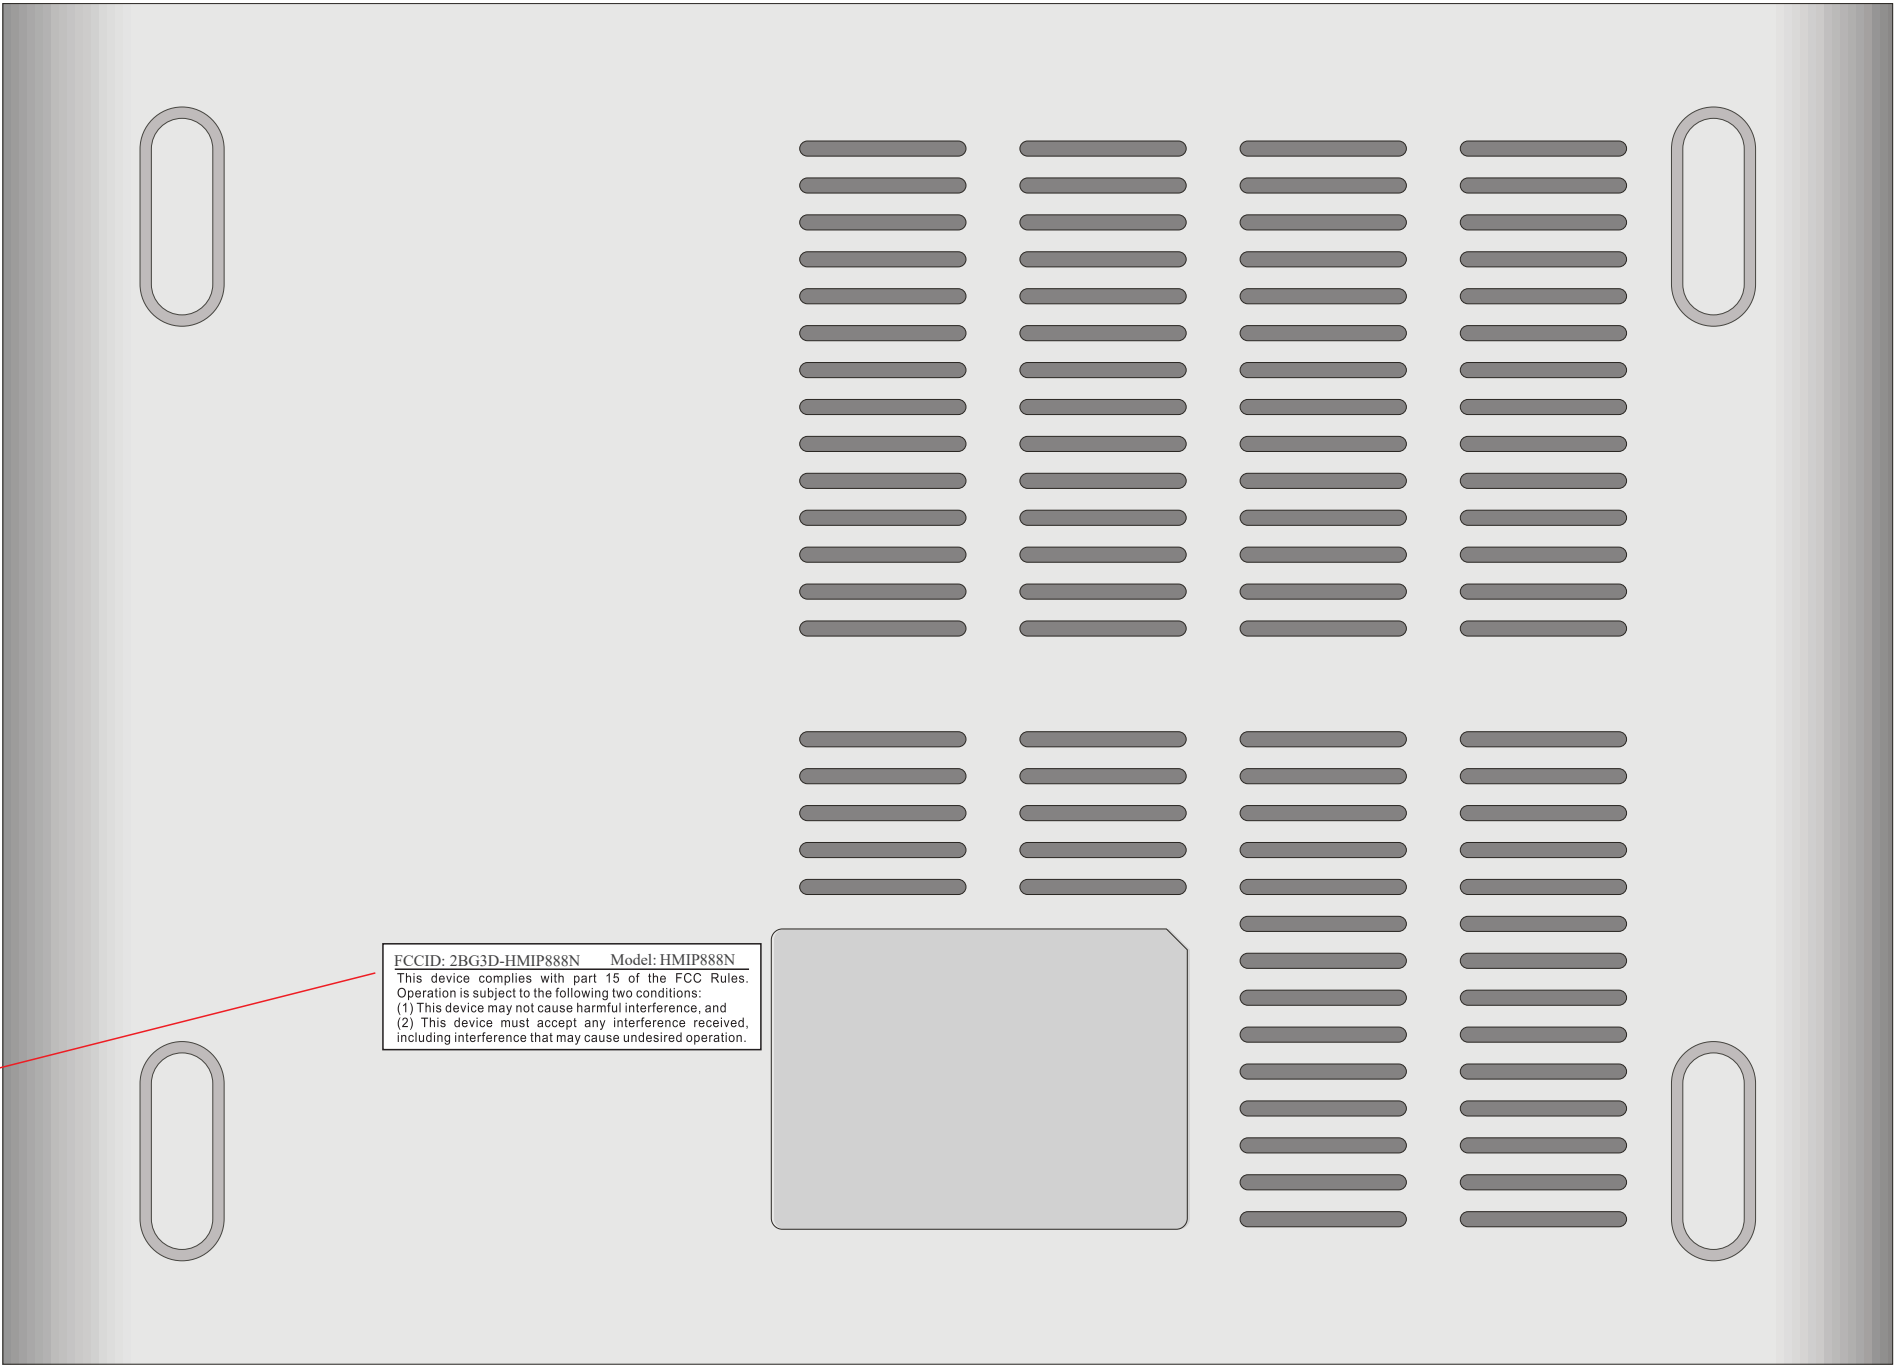 FCCID: 2BG3D-HMIP888N Model: HMIP888N
This device complies with part 15 of the FCC Rules.
Operation is subject to the following two conditions:
(1) This device may not cause harmful interference, and
(2) This device must accept any interference received,
including interference that may cause undesired operation.